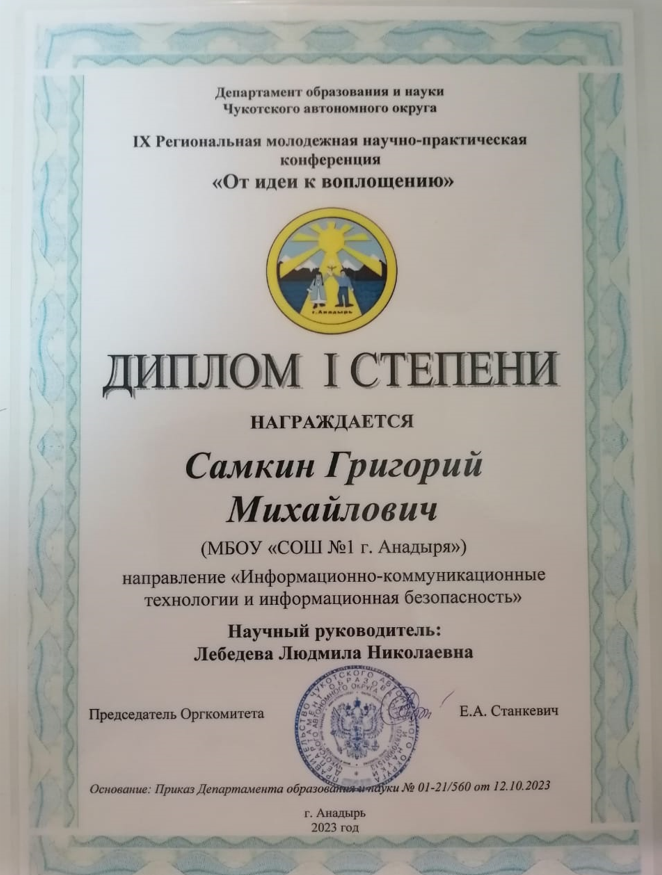 Департамент образования и науки
Чукотского автономного округа
IX Региональная молодежная научно-практическая
конференция
«От идеи к воплощению»
г.Анадырь
ДИПЛОМ I СТЕПЕНИ
НАГРАЖДАЕТСЯ
Самкин Григорий
Михайлович
(МБОУ «СОШ №1 г. Анадыря»)
направление «Информационно-коммуникационные
технологии и информационная безопасность»
Научный руководитель:
Лебедева Людмила Николаевна
Председатель Оргкомитета
Е.А. Станкевич
Основание: Приказ Департамента образования и науки № 01-21/560 от 12.10.2023
г. Анадырь
2023 год